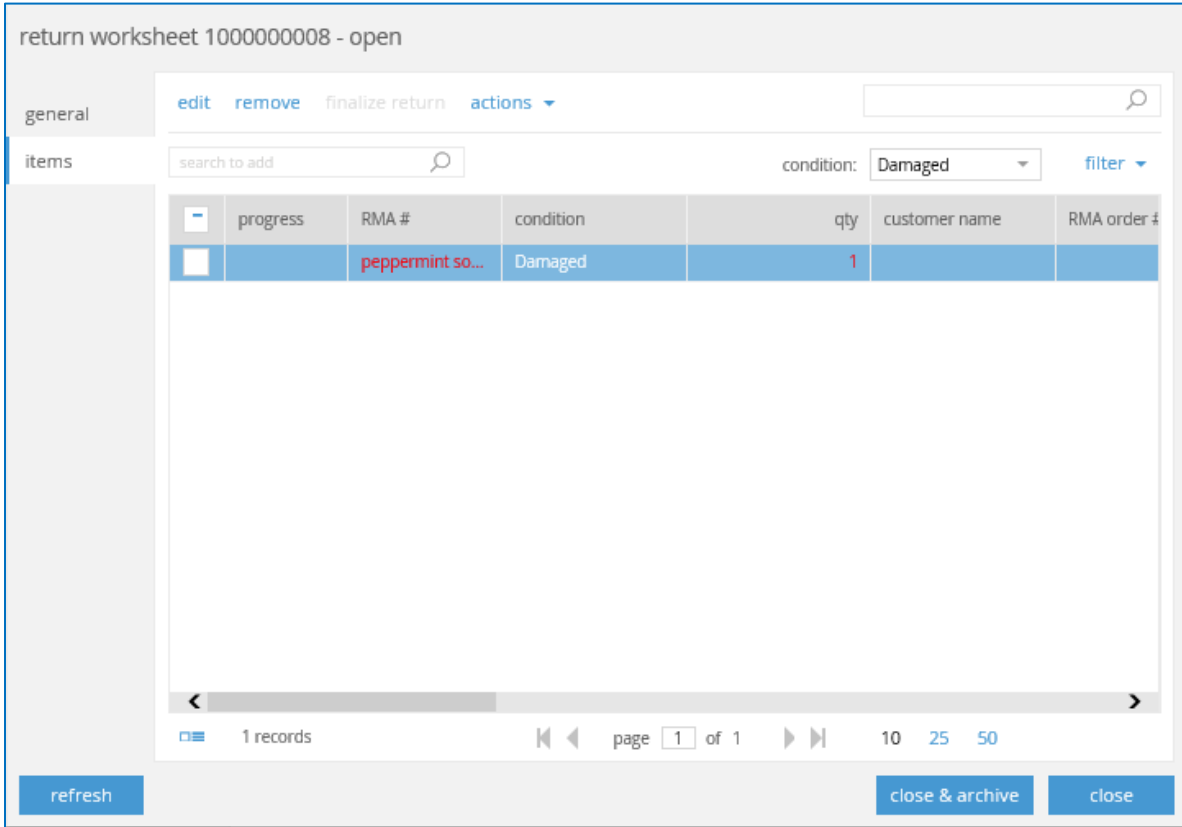 return worksheet 1000000008 - open
general
items
edit remove finalize return actions
search to add
condition: Damaged filter
progress RMA # condition qty customer name RMA order #
peppermint so... Damaged 1
1 records page 1 of 1 10 25 50
refresh close & archive close